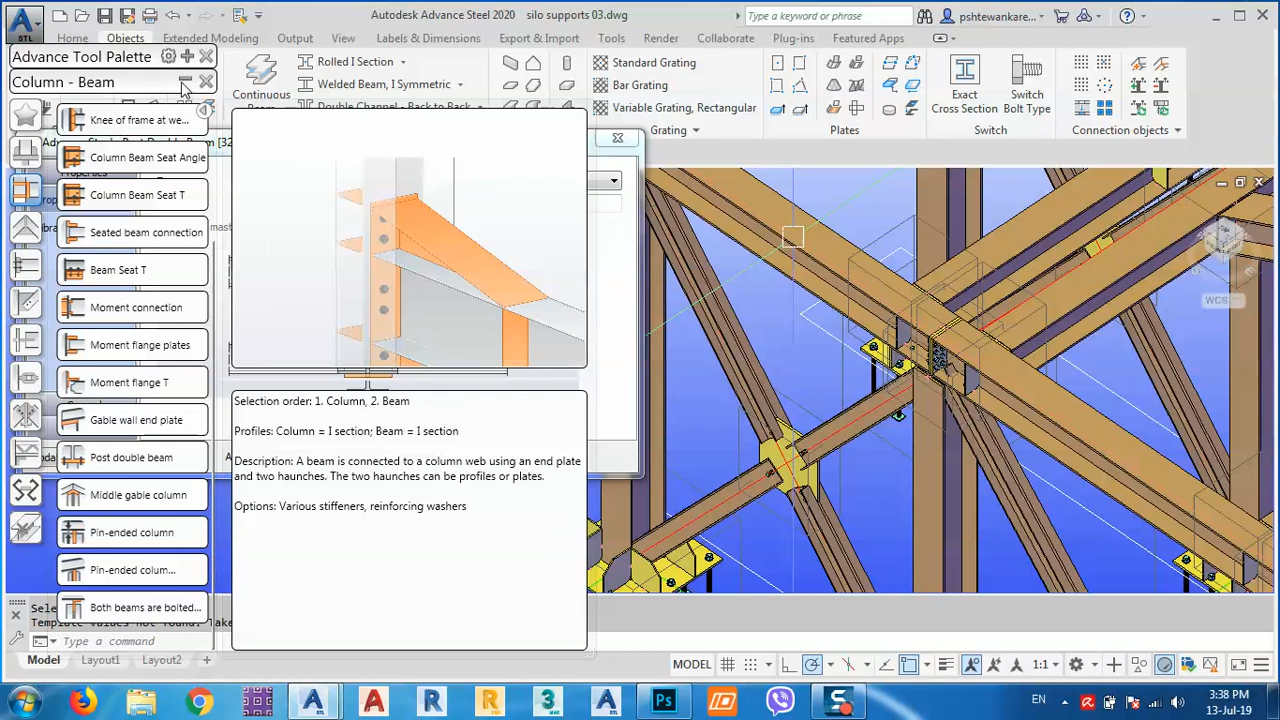 Autodesk Advance Steel 2020 silo supports 03.dwg
Type a keyword or phrase
pshtewankare...
STL
Home Objects Extended Modeling Output View Labels & Dimensions Export & Import Tools Render Collaborate Plug-ins Featured Apps
Advance Tool Palette
Column - Beam
Continuous
Rolled I Section
Welded Beam, I Symmetric
Double Channel - Back to Back
Standard Grating
Bar Grating
Variable Grating, Rectangular
Grating
Plates
Exact
Cross Section
Switch
Bolt Type
Switch
Connection objects
Knee of frame at we...
Column Beam Seat Angle
Column Beam Seat T
Seated beam connection
Beam Seat T
Moment connection
Moment flange plates
Moment flange T
Gable wall end plate
Post double beam
Middle gable column
Pin-ended column
Pin-ended colum...
Both beams are bolted...
Selection order: 1. Column, 2. Beam
Profiles: Column = I section; Beam = I section
Description: A beam is connected to a column web using an end plate
and two haunches. The two haunches can be profiles or plates.
Options: Various stiffeners, reinforcing washers
WCS
Type a command
Model Layout1 Layout2 +
MODEL
1:1
EN
3:38 PM
13-Jul-19